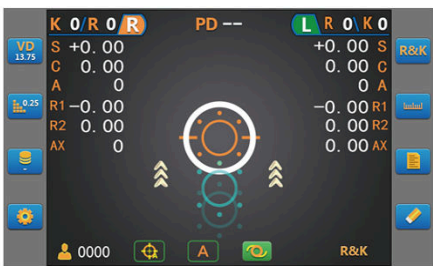 K 0/R 0/R PD -- L R 0\K 0
VD
13.75
S +0.00 +0.00 S
R&K
C 0.00 0.00 C
A 0 0 A
0.25
R1 -0.00 -0.00 R1
R2 0.00 0.00 R2
AX 0 0 AX
0000 A R&K